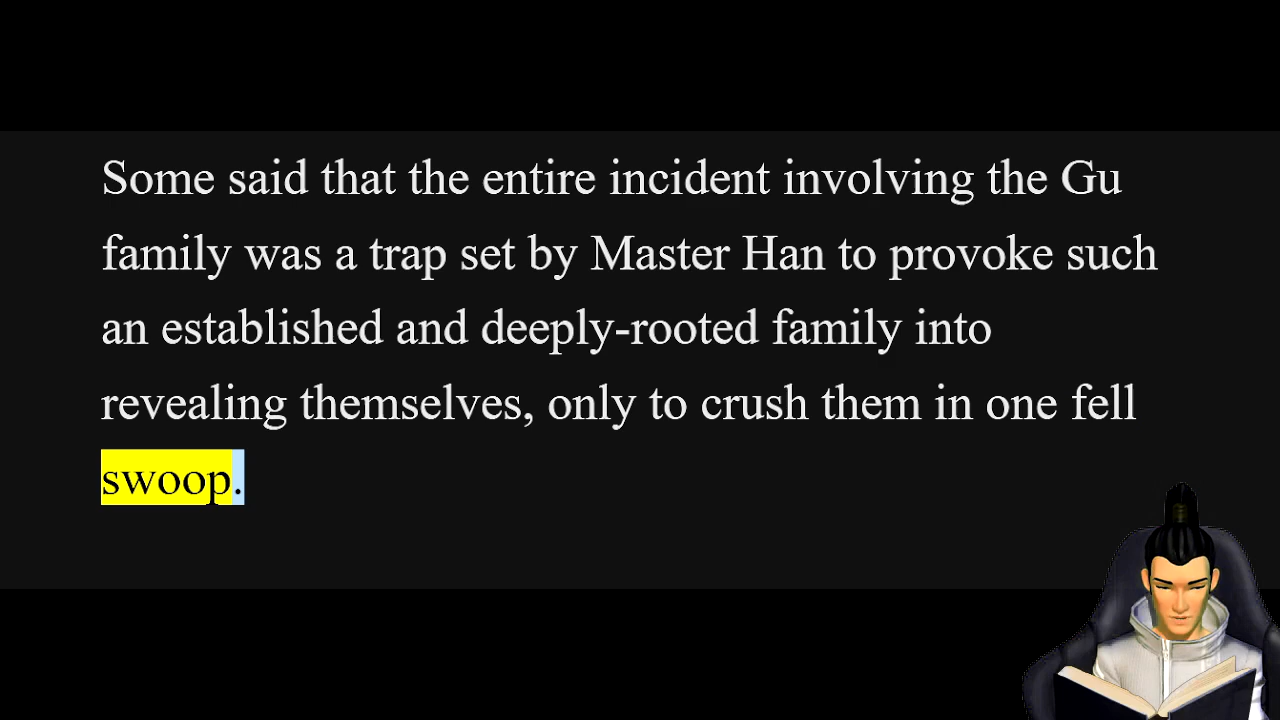 Some said that the entire incident involving the Gu
family was a trap set by Master Han to provoke such
an established and deeply-rooted family into
revealing themselves, only to crush them in one fell
swoop.